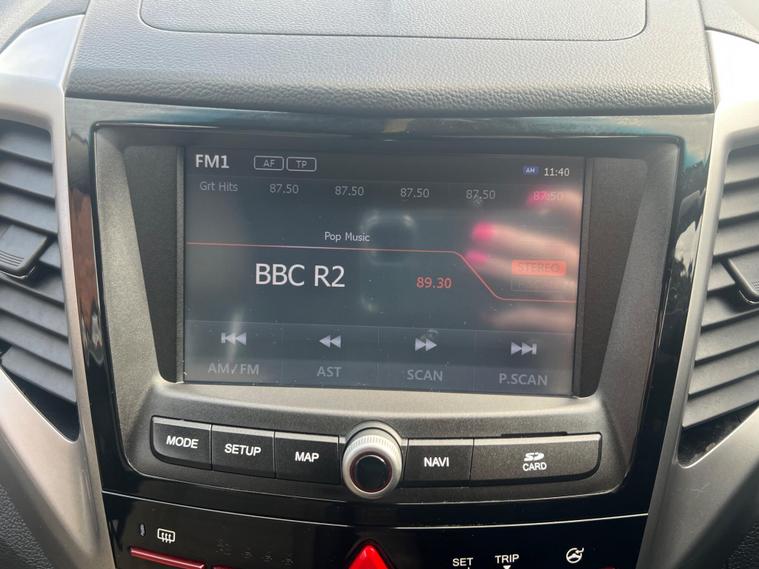 FM1 AF TP AM 11:40
Grt Hits 87.50 87.50 87.50 87.50 87.50
Pop Music
STEREO
BBC R2 89.30
AM/FM AST SCAN P.SCAN
MODE SETUP MAP NAVI SD CARD
SET TRIP